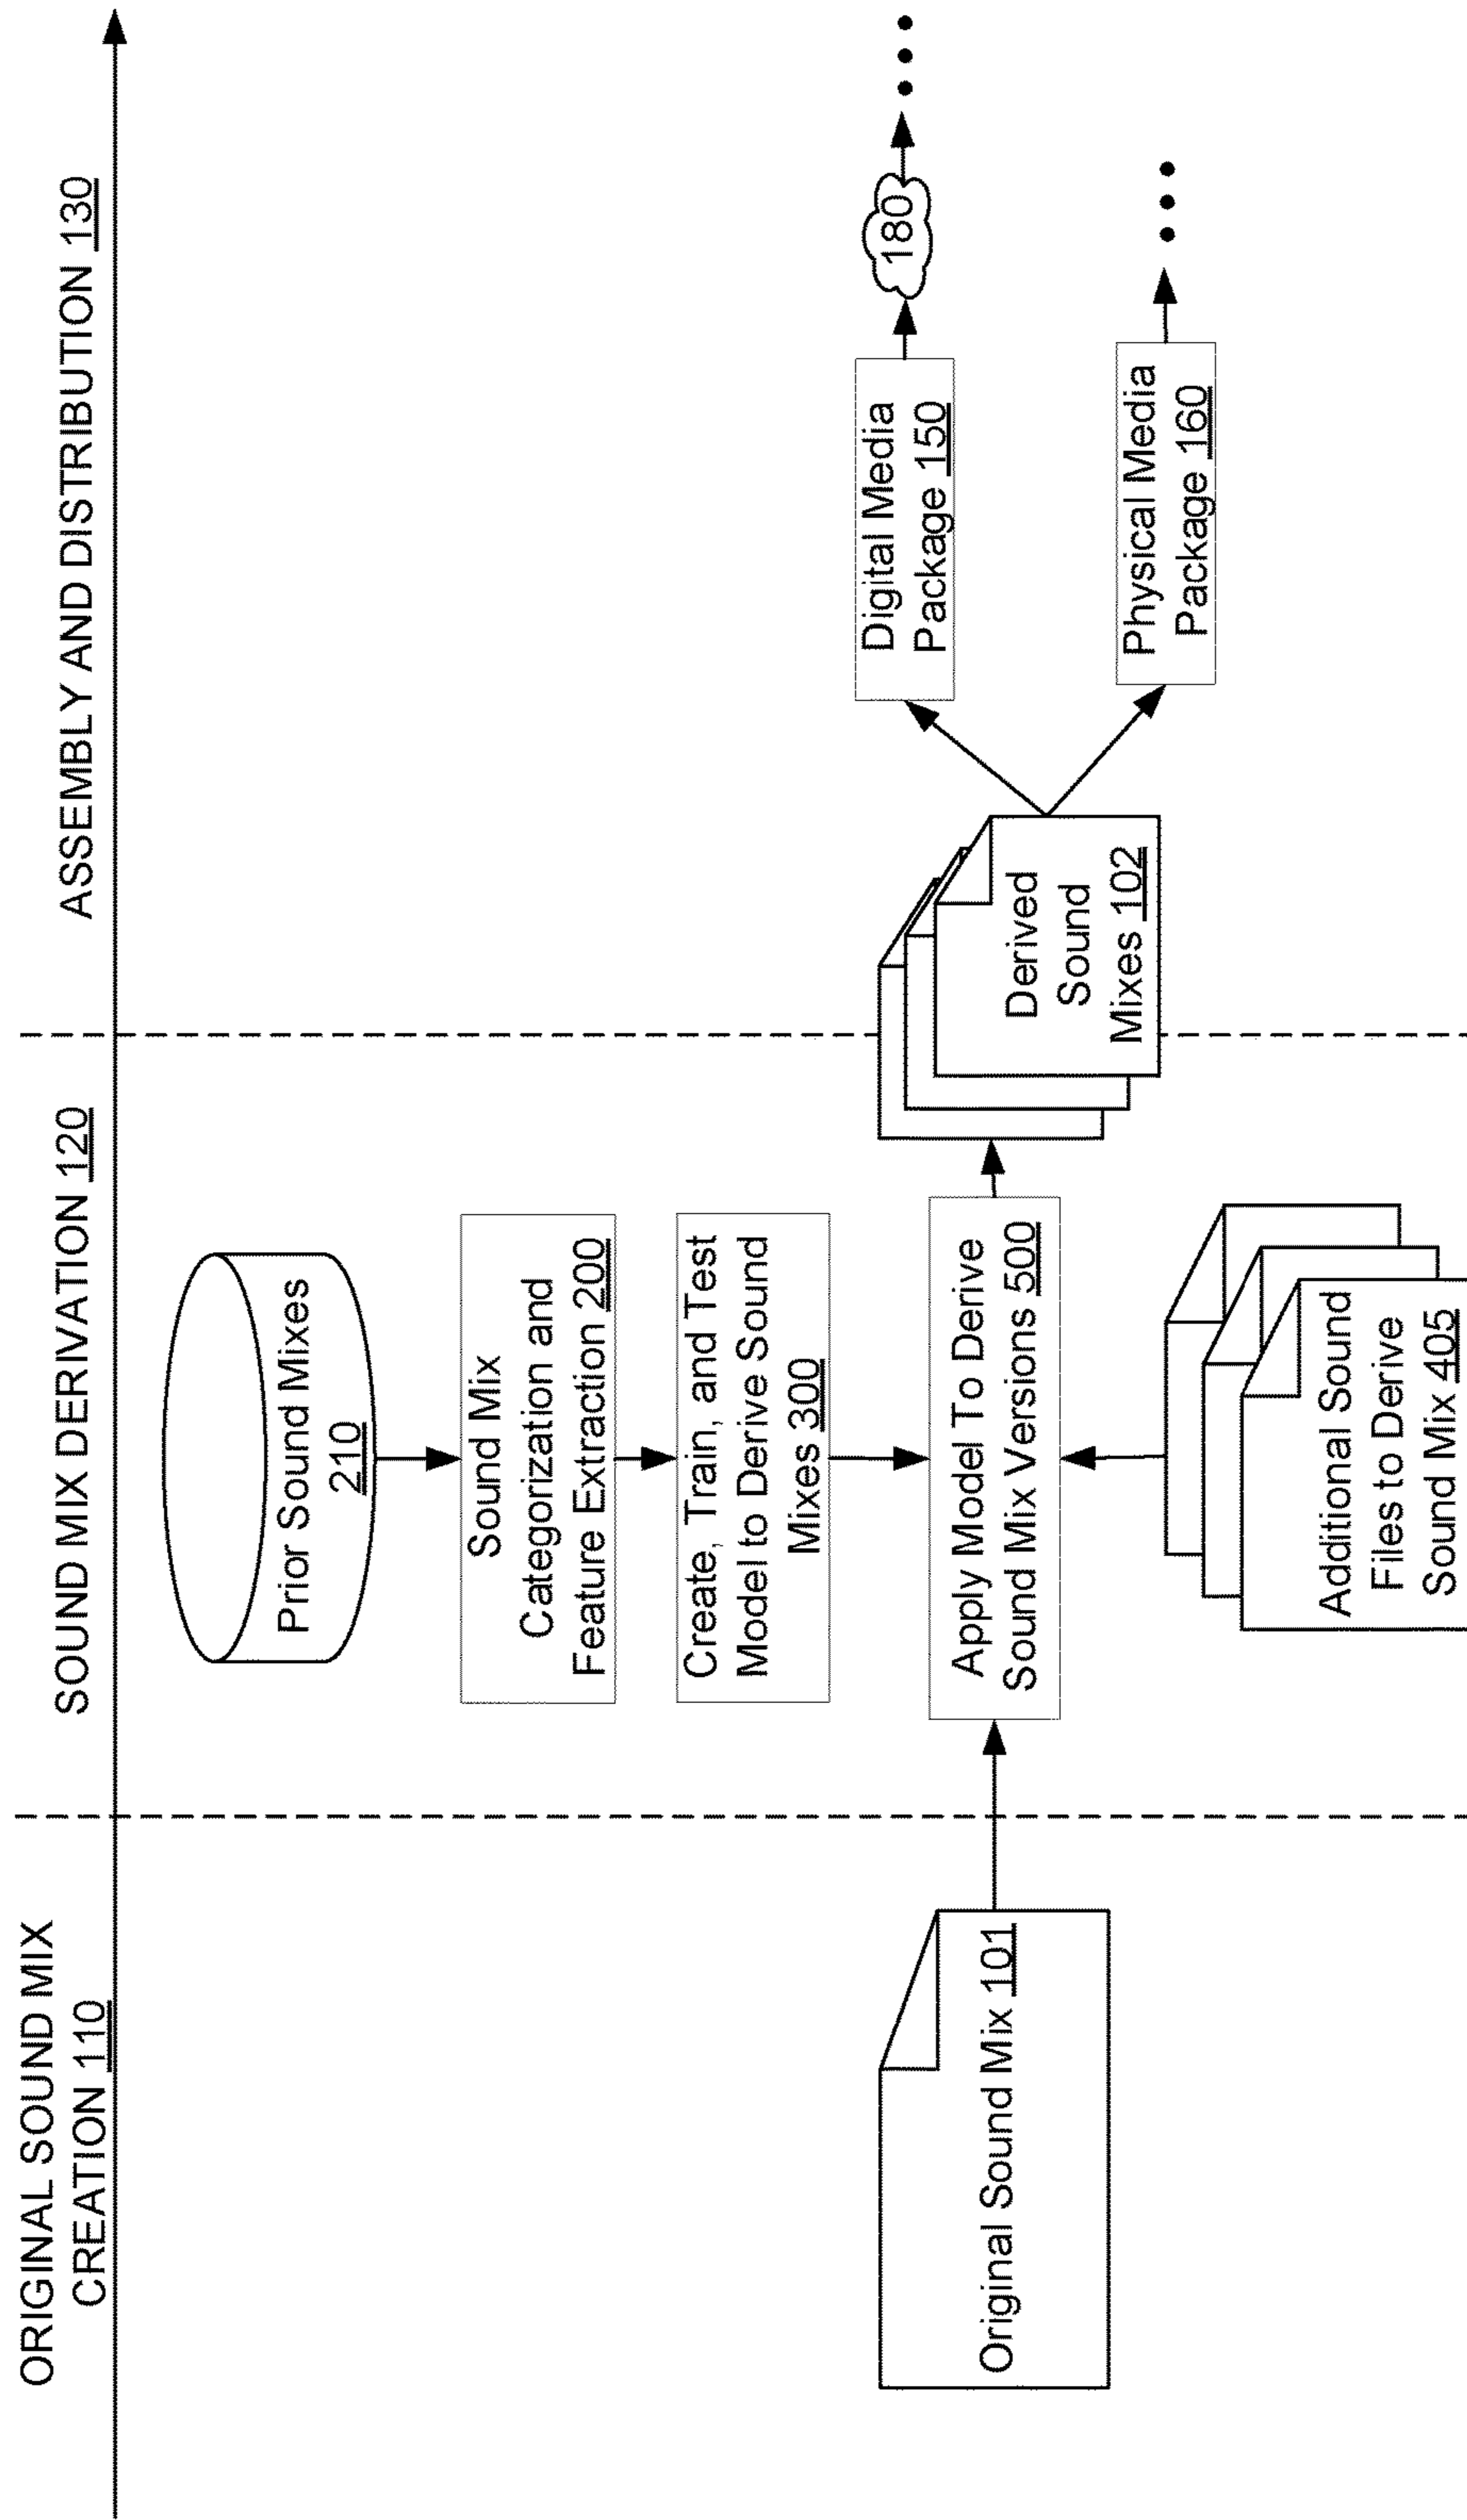 ORIGINAL SOUND MIX
CREATION 110
SOUND MIX DERIVATION 120
ASSEMBLY AND DISTRIBUTION 130
Prior Sound Mixes
210
Sound Mix
Categorization and
Feature Extraction 200
Create, Train, and Test
Model to Derive Sound
Mixes 300
Original Sound Mix 101
Apply Model To Derive
Sound Mix Versions 500
Additional Sound
Files to Derive
Sound Mix 405
Derived
Sound
Mixes 102
Digital Media
Package 150
180
Physical Media
Package 160